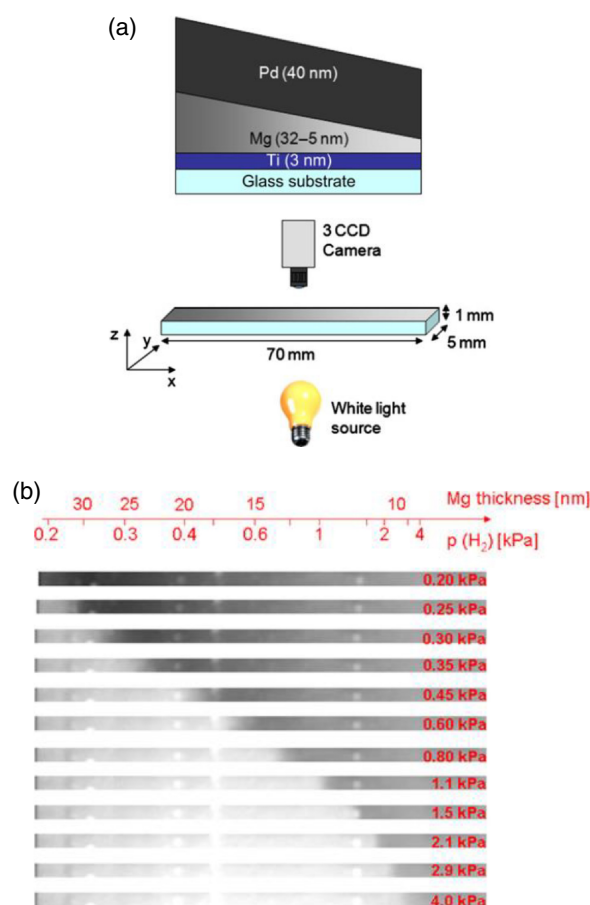 (a)
Pd (40 nm)
Mg (32–5 nm)
Ti (3 nm)
Glass substrate
3 CCD
Camera
1 mm
5 mm
70 mm
z
y
x
White light
source
(b)
30 25 20 15 10 Mg thickness [nm]
0.2 0.3 0.4 0.6 1 2 4 p (H₂) [kPa]
0.20 kPa
0.25 kPa
0.30 kPa
0.35 kPa
0.45 kPa
0.60 kPa
0.80 kPa
1.1 kPa
1.5 kPa
2.1 kPa
2.9 kPa
4.0 kPa